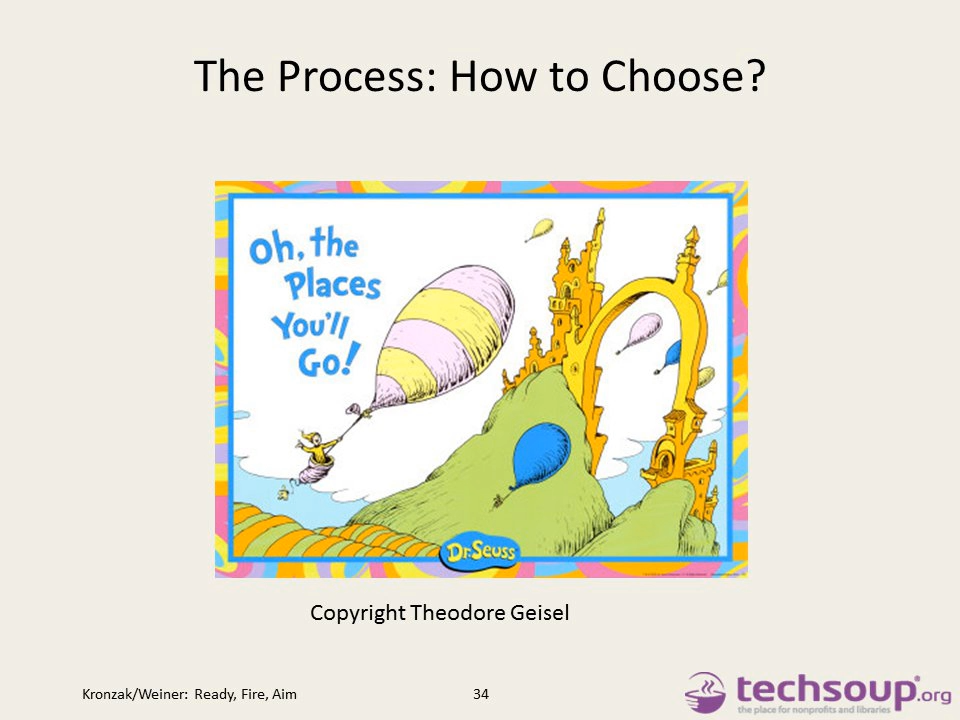 The Process: How to Choose?
Oh, the
Places
You'll
Go!
Dr Seuss
Copyright Theodore Geisel
Kronzak/Weiner: Ready, Fire, Aim
34
techsoup.org
the place for nonprofits and libraries